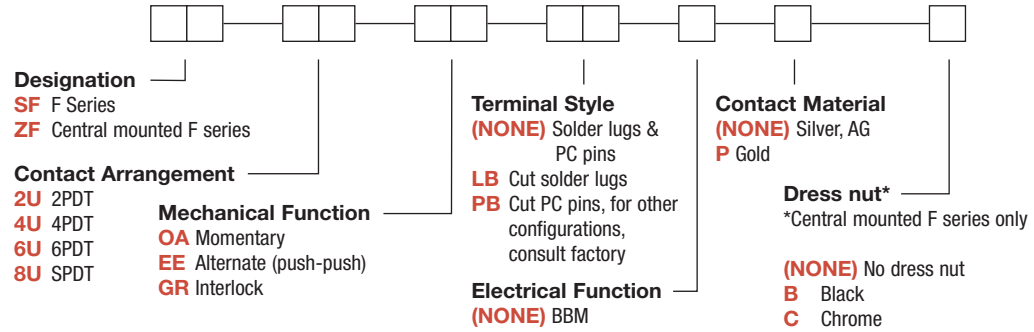 Designation
SF F Series
ZF Central mounted F series
Contact Arrangement
2U 2PDT
4U 4PDT
6U 6PDT
8U SPDT
Mechanical Function
OA Momentary
EE Alternate (push-push)
GR Interlock
Terminal Style
(NONE) Solder lugs &
PC pins
LB Cut solder lugs
PB Cut PC pins, for other
configurations,
consult factory
Electrical Function
(NONE) BBM
Contact Material
(NONE) Silver, AG
P Gold
Dress nut*
*Central mounted F series only
(NONE) No dress nut
B Black
C Chrome